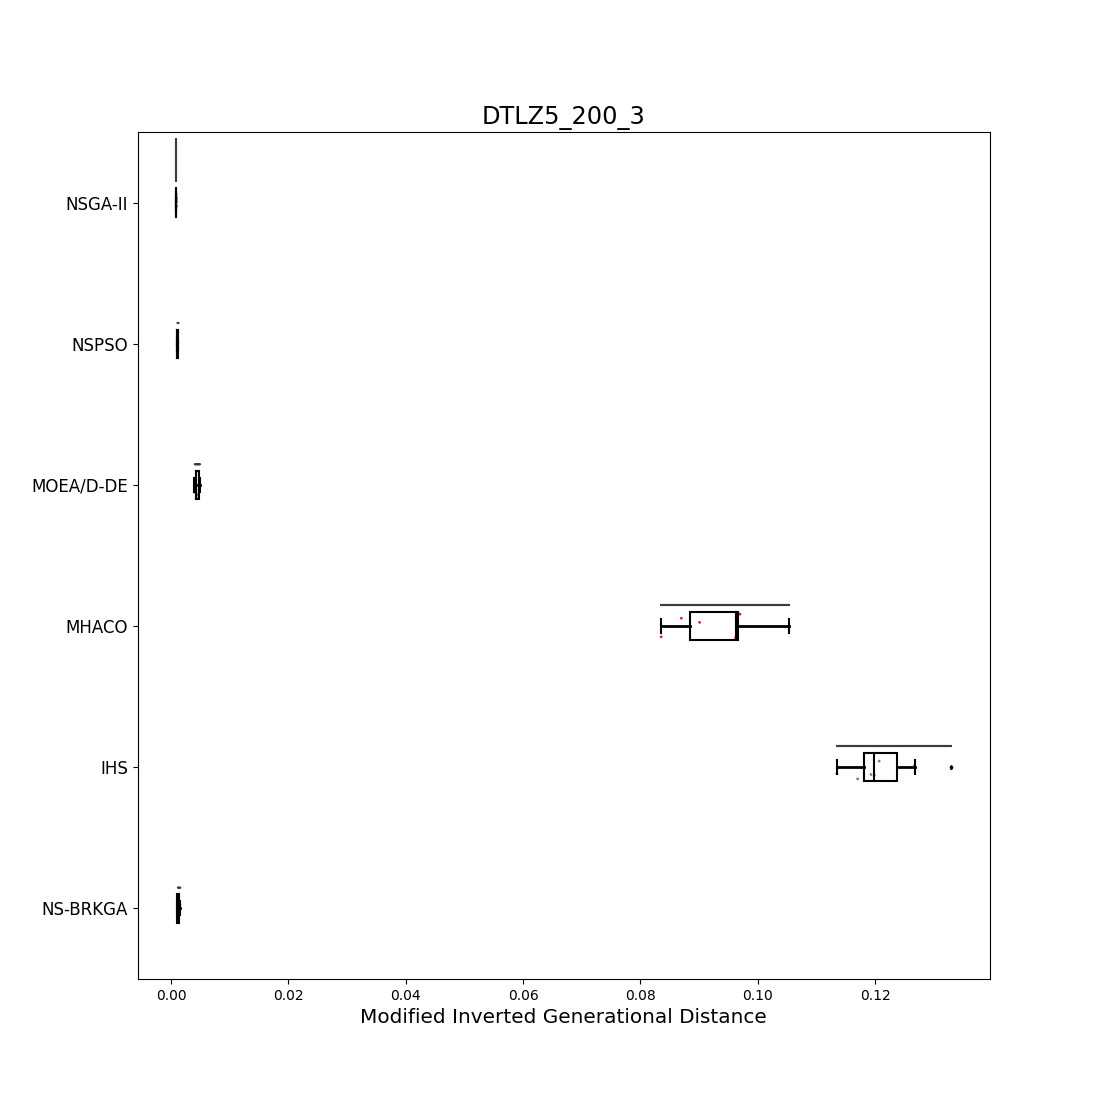 DTLZ5_200_3
NSGA-II
NSPSO
MOEA/D-DE
MHACO
IHS
NS-BRKGA
0.00 0.02 0.04 0.06 0.08 0.10 0.12
Modified Inverted Generational Distance